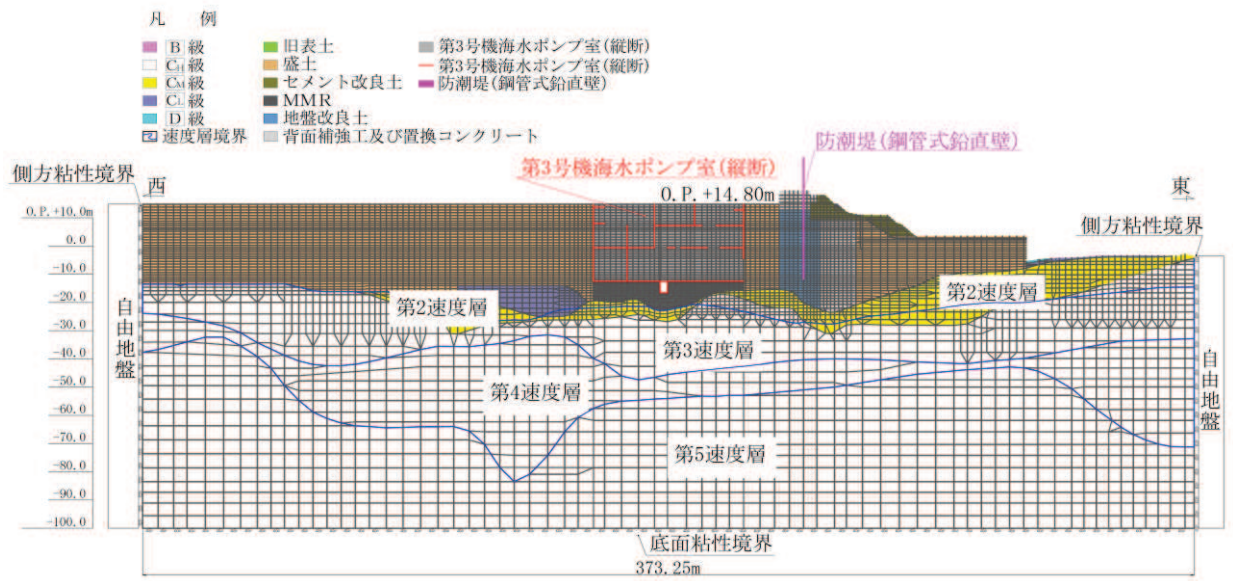 凡 例
B 級
CH 級
CM 級
CL 級
D 級
速度層境界
旧表土
盛土
セメント改良土
MMR
地盤改良土
背面補強工及び置換コンクリート
第3号機海水ポンプ室(縦断)
第3号機海水ポンプ室(縦断)
防潮堤(鋼管式鉛直壁)
防潮堤(鋼管式鉛直壁)
第3号機海水ポンプ室(縦断)
側方粘性境界
西
O.P.+14.80m
東
側方粘性境界
O.P.+10.0m
0.0
-10.0
-20.0
-30.0
-40.0
-50.0
-60.0
-70.0
-80.0
-90.0
-100.0
自由地盤
第2速度層
第2速度層
第3速度層
第4速度層
第5速度層
自由地盤
底面粘性境界
373.25m